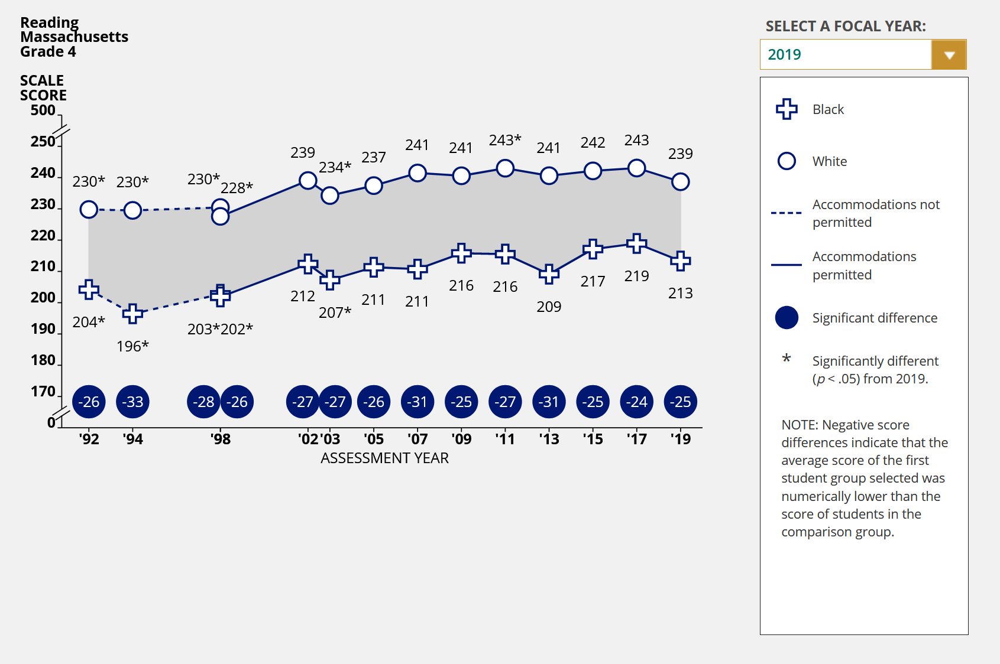 Reading
Massachusetts
Grade 4
SCALE
SCORE
500
250
240
230
220
210
200
190
180
170
0
230* 230* 230* 228* 239 234* 237 241 241 243* 241 242 243 239
204* 196* 203* 202* 212 207* 211 211 216 216 209 217 219 213
-26 -33 -28 -26 -27 -27 -26 -31 -25 -27 -31 -25 -24 -25
'92 '94 '98 '02 '03 '05 '07 '09 '11 '13 '15 '17 '19
ASSESSMENT YEAR
SELECT A FOCAL YEAR:
2019
Black
White
Accommodations not
permitted
Accommodations
permitted
Significant difference
* Significantly different
(p < .05) from 2019.
NOTE: Negative score
differences indicate that the
average score of the first
student group selected was
numerically lower than the
score of students in the
comparison group.